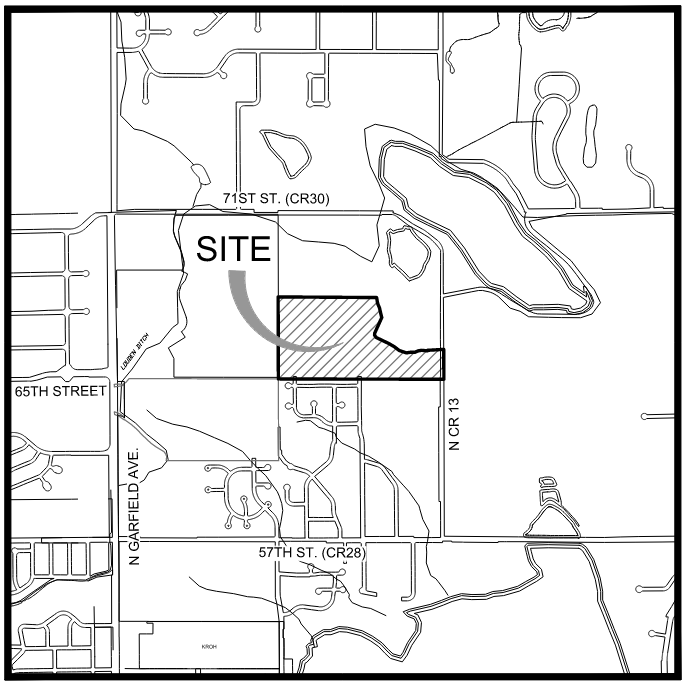 71ST ST. (CR30)
SITE
LOUDEN DITCH
65TH STREET
N CR 13
N GARFIELD AVE.
57TH ST. (CR28)
KROH